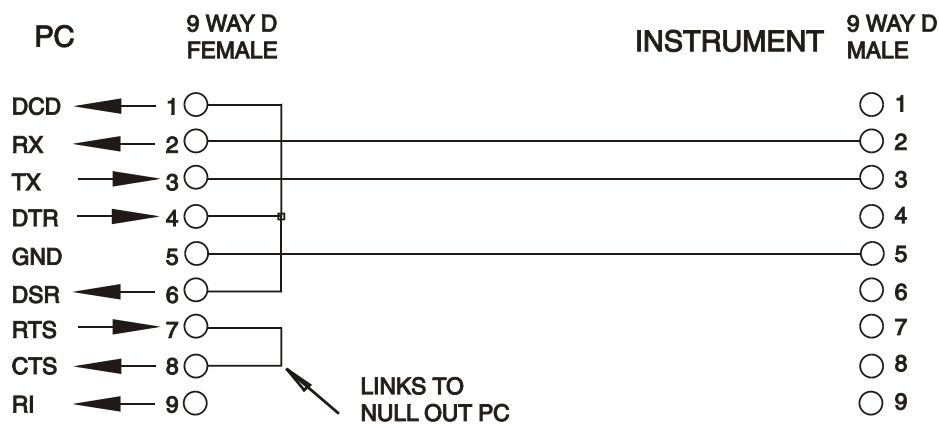 PC
9 WAY D
FEMALE
INSTRUMENT
9 WAY D
MALE
DCD 1 1
RX 2 2
TX 3 3
DTR 4 4
GND 5 5
DSR 6 6
RTS 7 7
CTS 8 8
RI 9 9
LINKS TO
NULL OUT PC